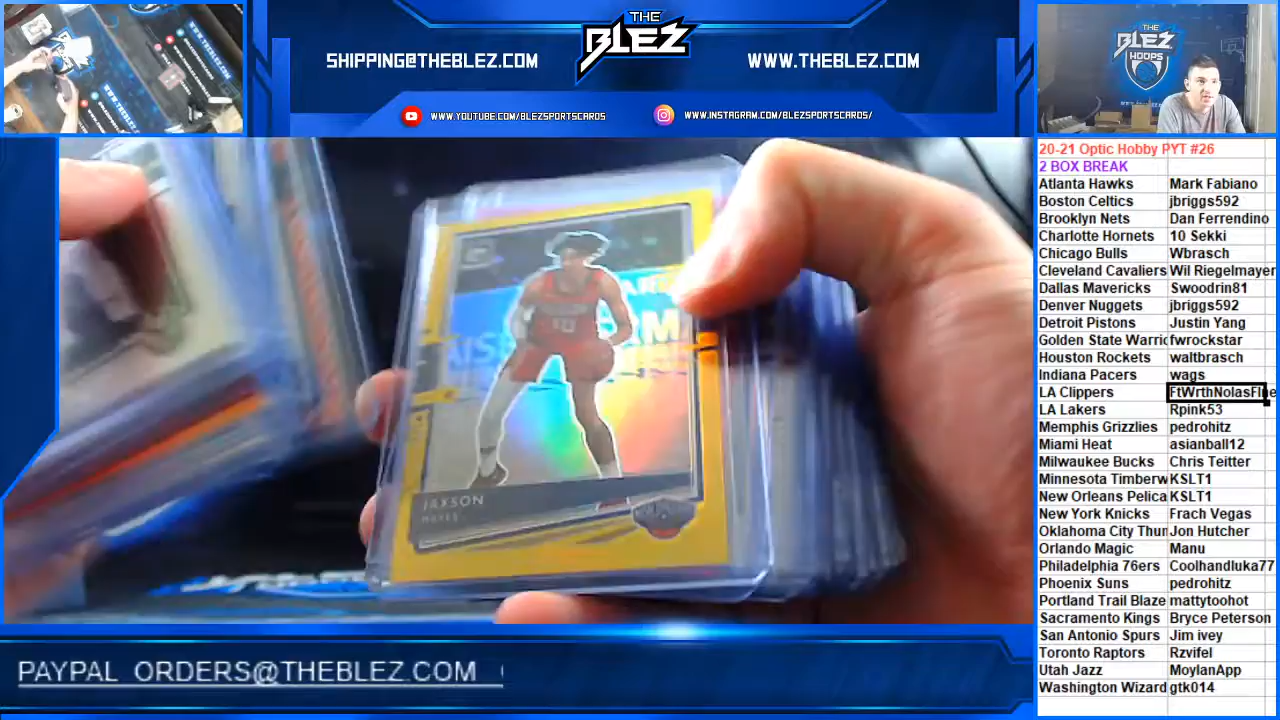 THE
BLEZ
SHIPPING@THEBLEZ.COM
WWW.THEBLEZ.COM
WWW.YOUTUBE.COM/BLEZSPORTSCARDS
WWW.INSTAGRAM.COM/BLEZSPORTSCARDS/
THE
BLEZ
HOOPS
20-21 Optic Hobby PYT #26
2 BOX BREAK
Atlanta Hawks Mark Fabiano
Boston Celtics jbriggs592
Brooklyn Nets Dan Ferrendino
Charlotte Hornets 10 Sekki
Chicago Bulls Wbrasch
Cleveland Cavaliers Wil Riegelmayer
Dallas Mavericks Swoodrin81
Denver Nuggets jbriggs592
Detroit Pistons Justin Yang
Golden State Warric fwrockstar
Houston Rockets waltbrasch
Indiana Pacers wags
LA Clippers FtWrthNolasFine
LA Lakers Rpink53
Memphis Grizzlies pedrohitz
Miami Heat asianball12
Milwaukee Bucks Chris Teitter
Minnesota Timberw KSLT1
New Orleans Pelica KSLT1
New York Knicks Frach Vegas
Oklahoma City Thun Jon Hutcher
Orlando Magic Manu
Philadelphia 76ers Coolhandluka77
Phoenix Suns pedrohitz
Portland Trail Blaze mattytoohot
Sacramento Kings Bryce Peterson
San Antonio Spurs Jim ivey
Toronto Raptors Rzvifel
Utah Jazz MoylanApp
Washington Wizard gtk014
10
JAXSON
HAYES
PAYPAL ORDERS@THEBLEZ.COM